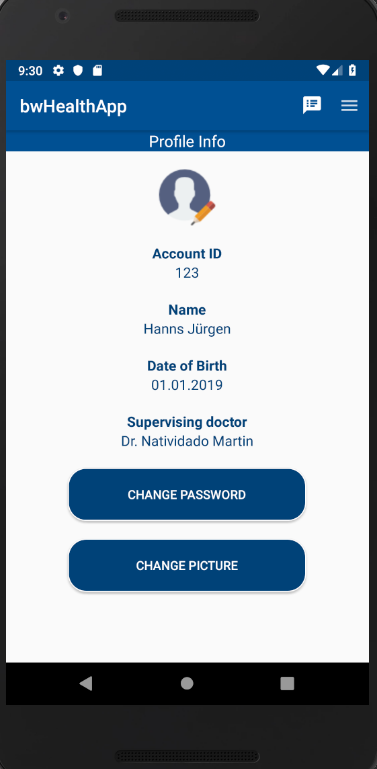 9:30
bwHealthApp
Profile Info
Account ID
123
Name
Hanns Jürgen
Date of Birth
01.01.2019
Supervising doctor
Dr. Natividado Martin
CHANGE PASSWORD
CHANGE PICTURE